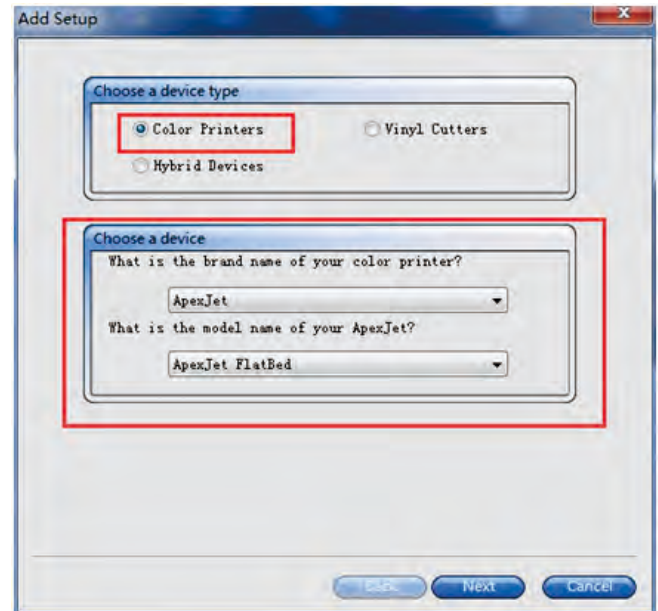 Add Setup
Choose a device type
Color Printers Vinyl Cutters
Hybrid Devices
Choose a device
What is the brand name of your color printer?
ApexJet
What is the model name of your ApexJet?
ApexJet FlatBed
Back Next Cancel